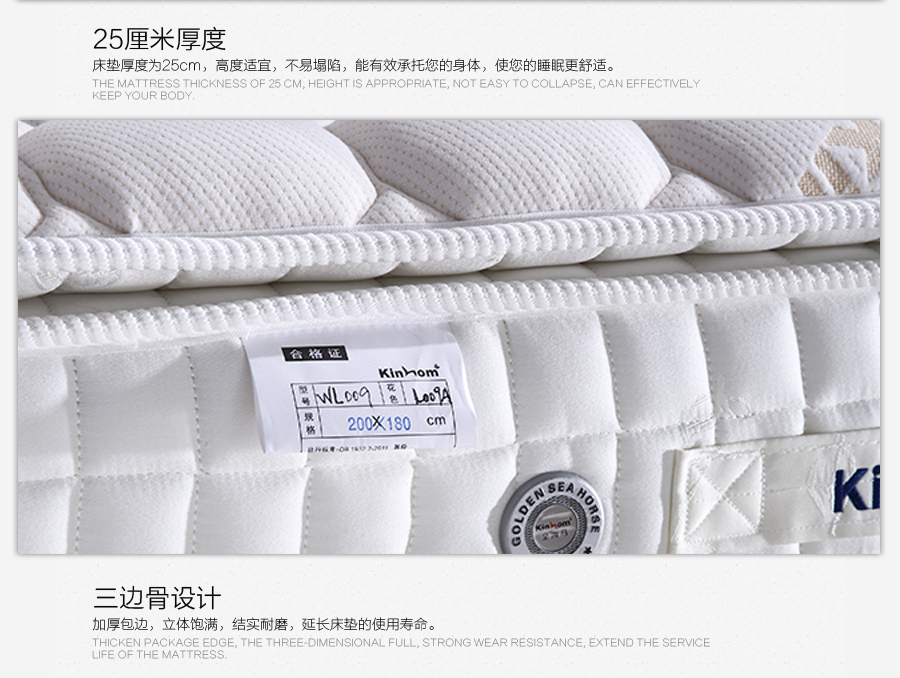 25厘米厚度
床垫厚度为25cm，高度适宜，不易塌陷，能有效承托您的身体，使您的睡眠更舒适。
THE MATTRESS THICKNESS OF 25 CM, HEIGHT IS APPROPRIATE, NOT EASY TO COLLAPSE, CAN EFFECTIVELY
KEEP YOUR BODY.
合格证
Kinhom
型号 WL009 花色 L009A
规格 200X180 cm
GOLDEN SEA HORSE
Kinhom
Ki
三边骨设计
加厚包边，立体饱满，结实耐磨，延长床垫的使用寿命。
THICKEN PACKAGE EDGE, THE THREE-DIMENSIONAL FULL, STRONG WEAR RESISTANCE, EXTEND THE SERVICE
LIFE OF THE MATTRESS.